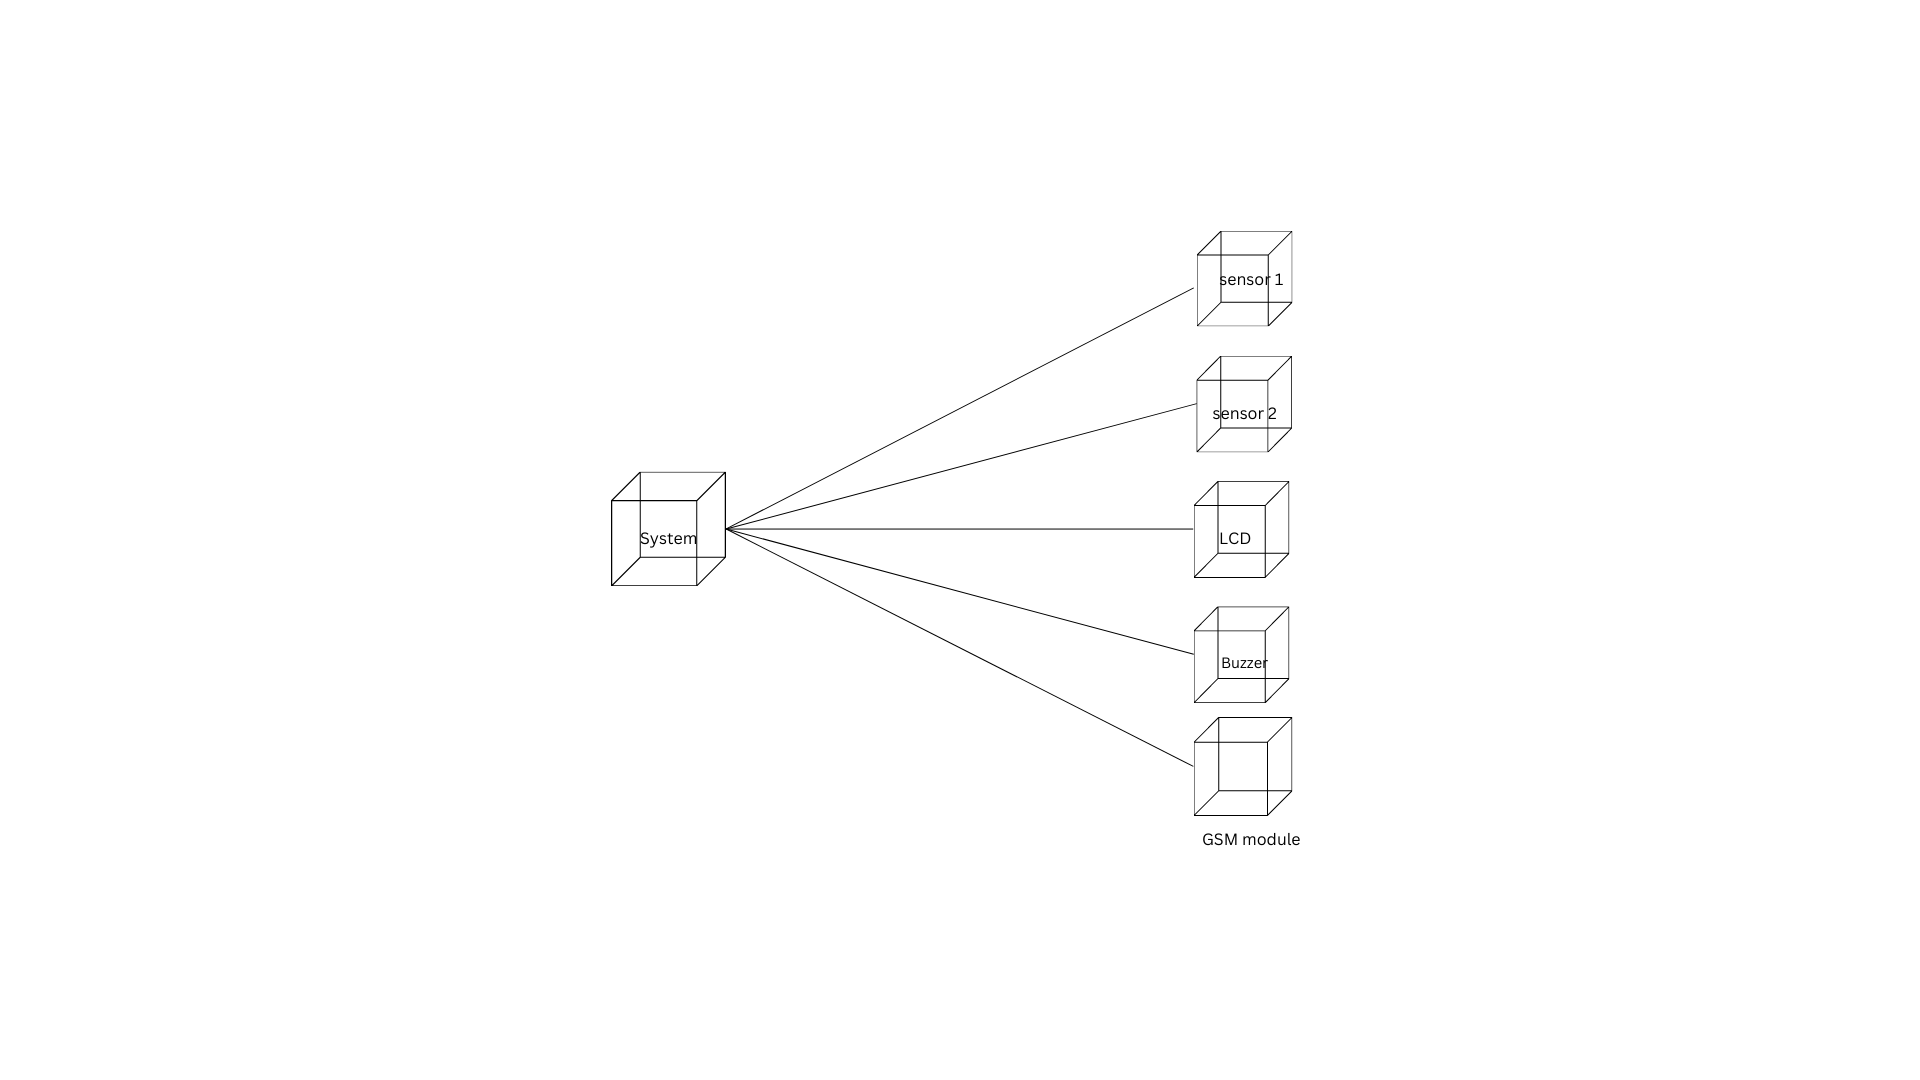 sensor 1
sensor 2
System
LCD
Buzzer
GSM module